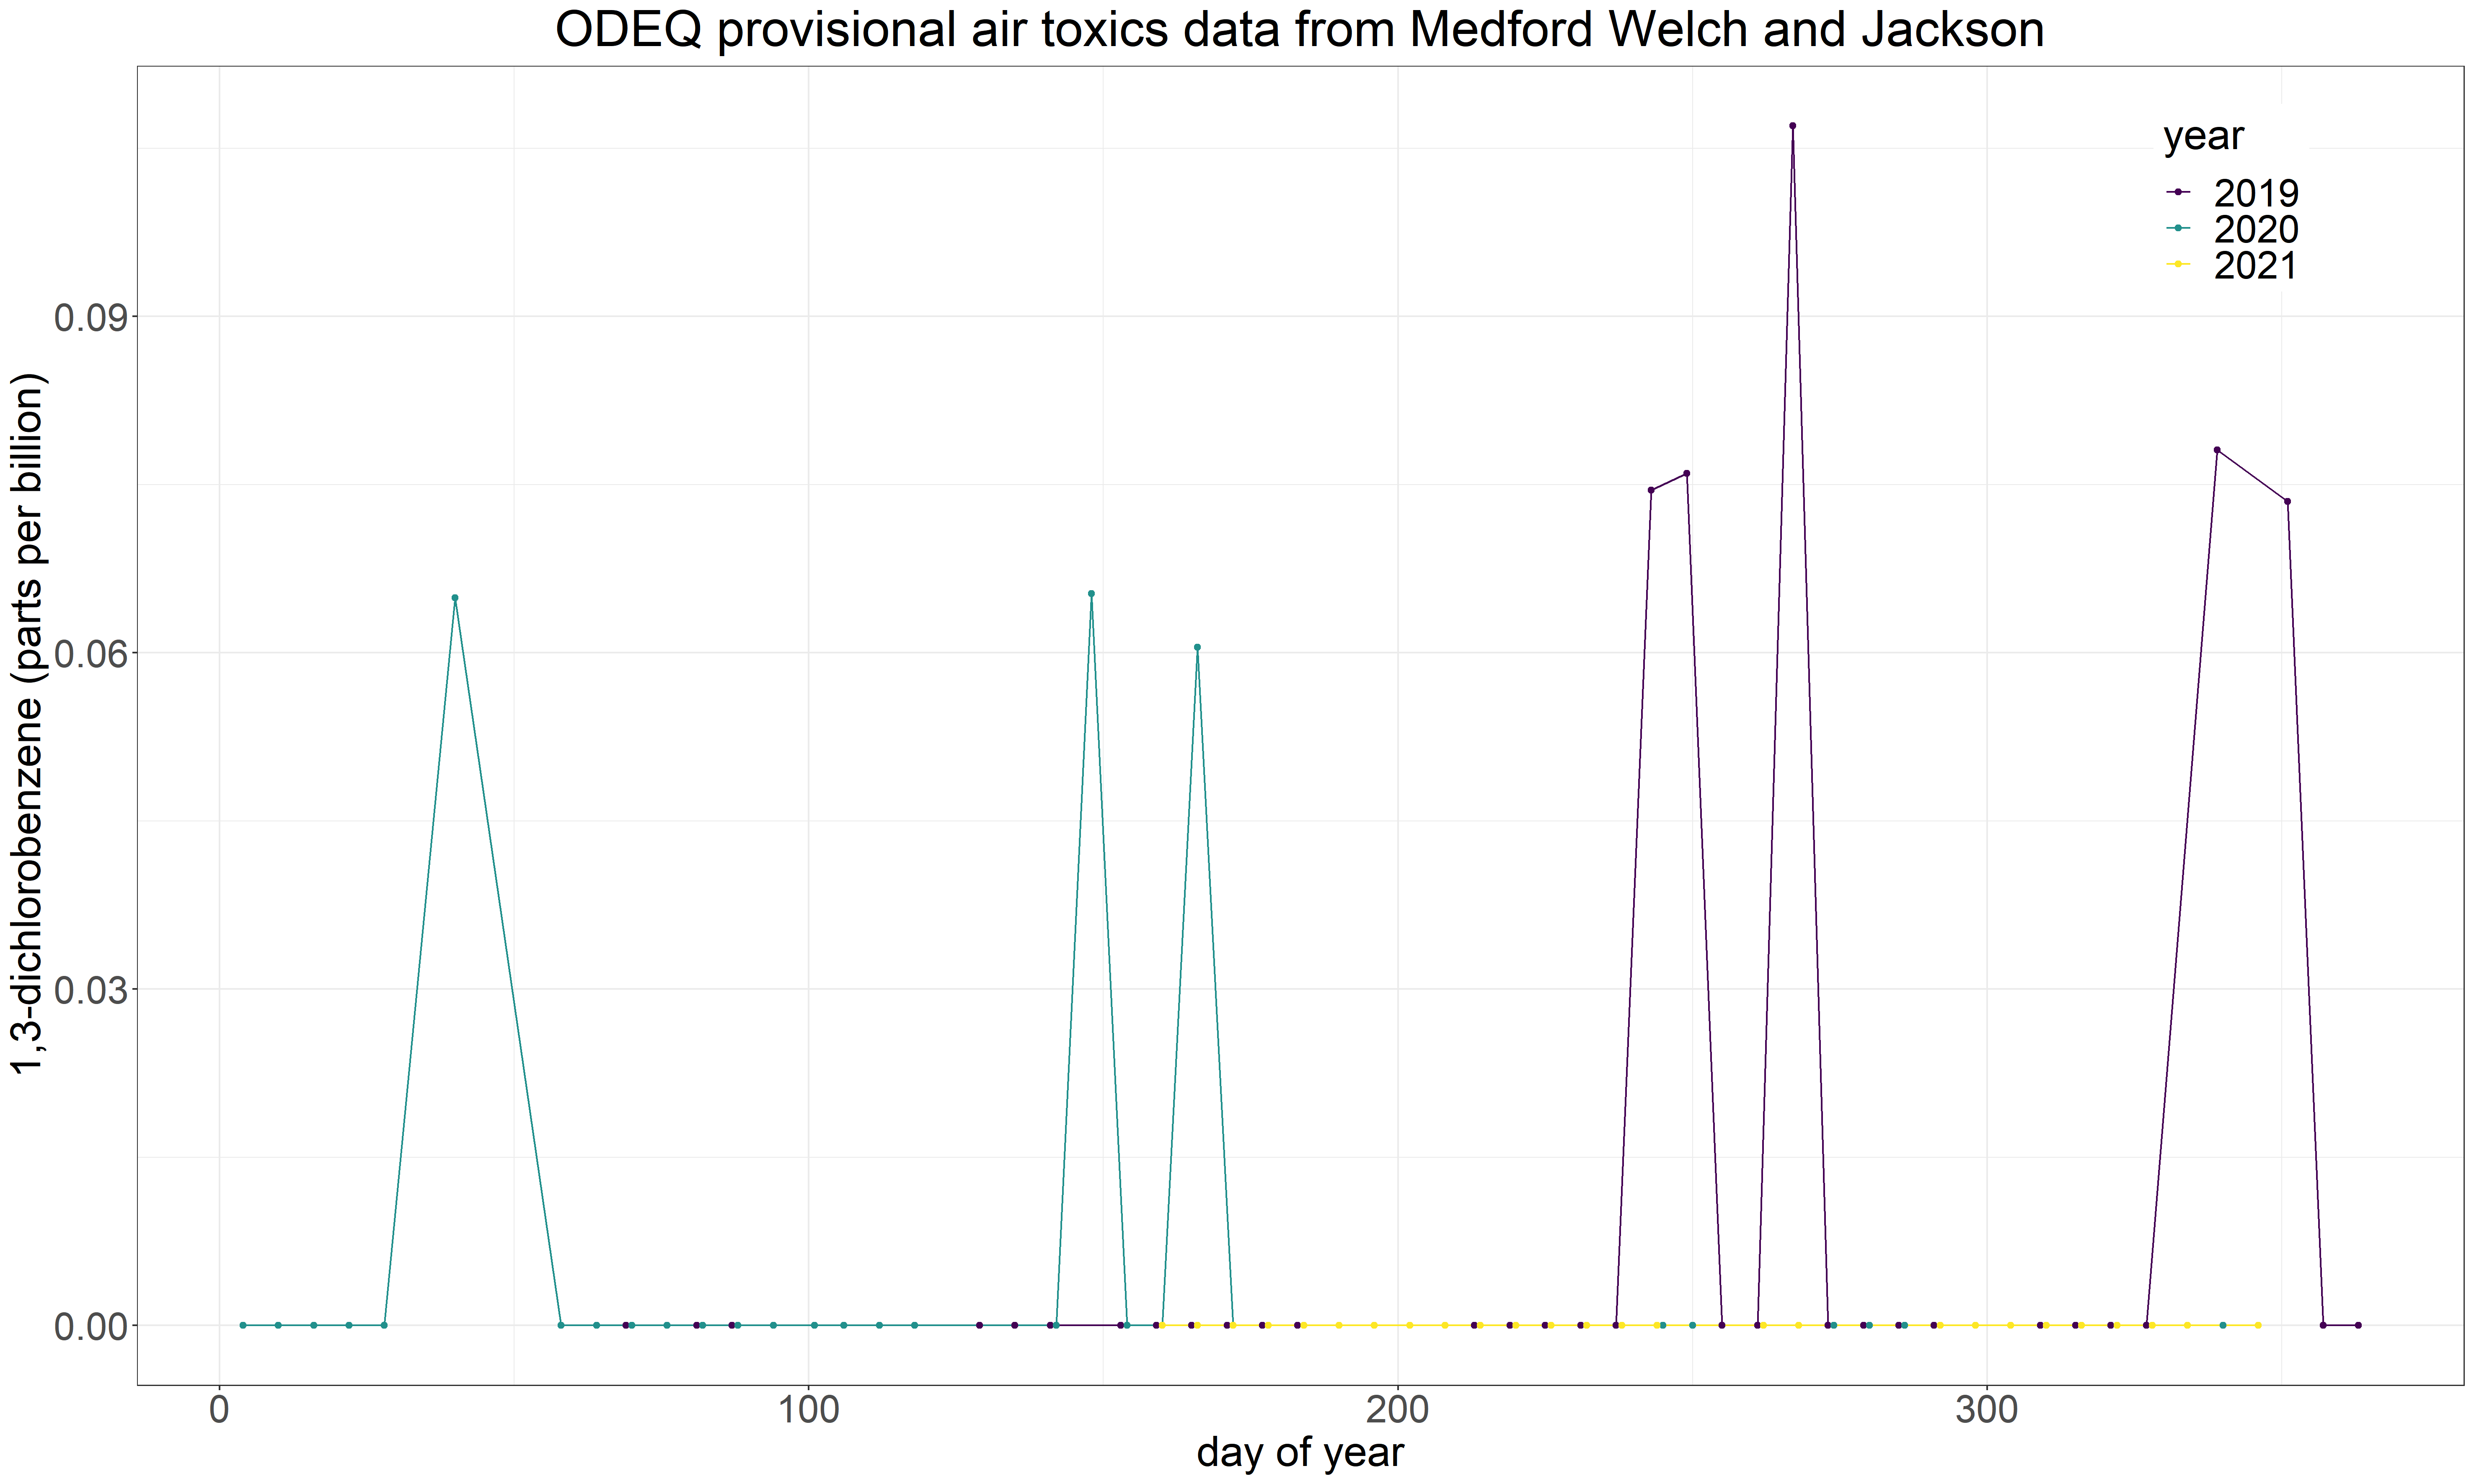 ODEQ provisional air toxics data from Medford Welch and Jackson
year
2019
2020
2021
0.09
0.06
0.03
0.00
1,3-dichlorobenzene (parts per billion)
0 100 200 300
day of year